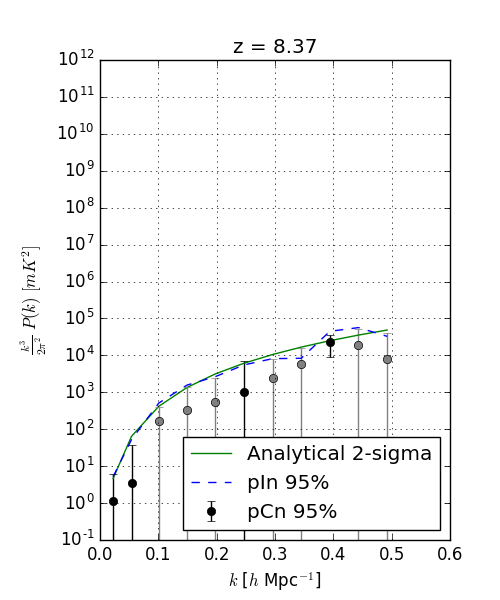 z = 8.37
10^12
10^11
10^10
10^9
10^8
10^7
10^6
10^5
10^4
10^3
10^2
10^1
10^0
10^-1
k^3/2π^2 P(k) [mK^2]
Analytical 2-sigma
pIn 95%
pCn 95%
0.0 0.1 0.2 0.3 0.4 0.5 0.6
k [h Mpc^-1]